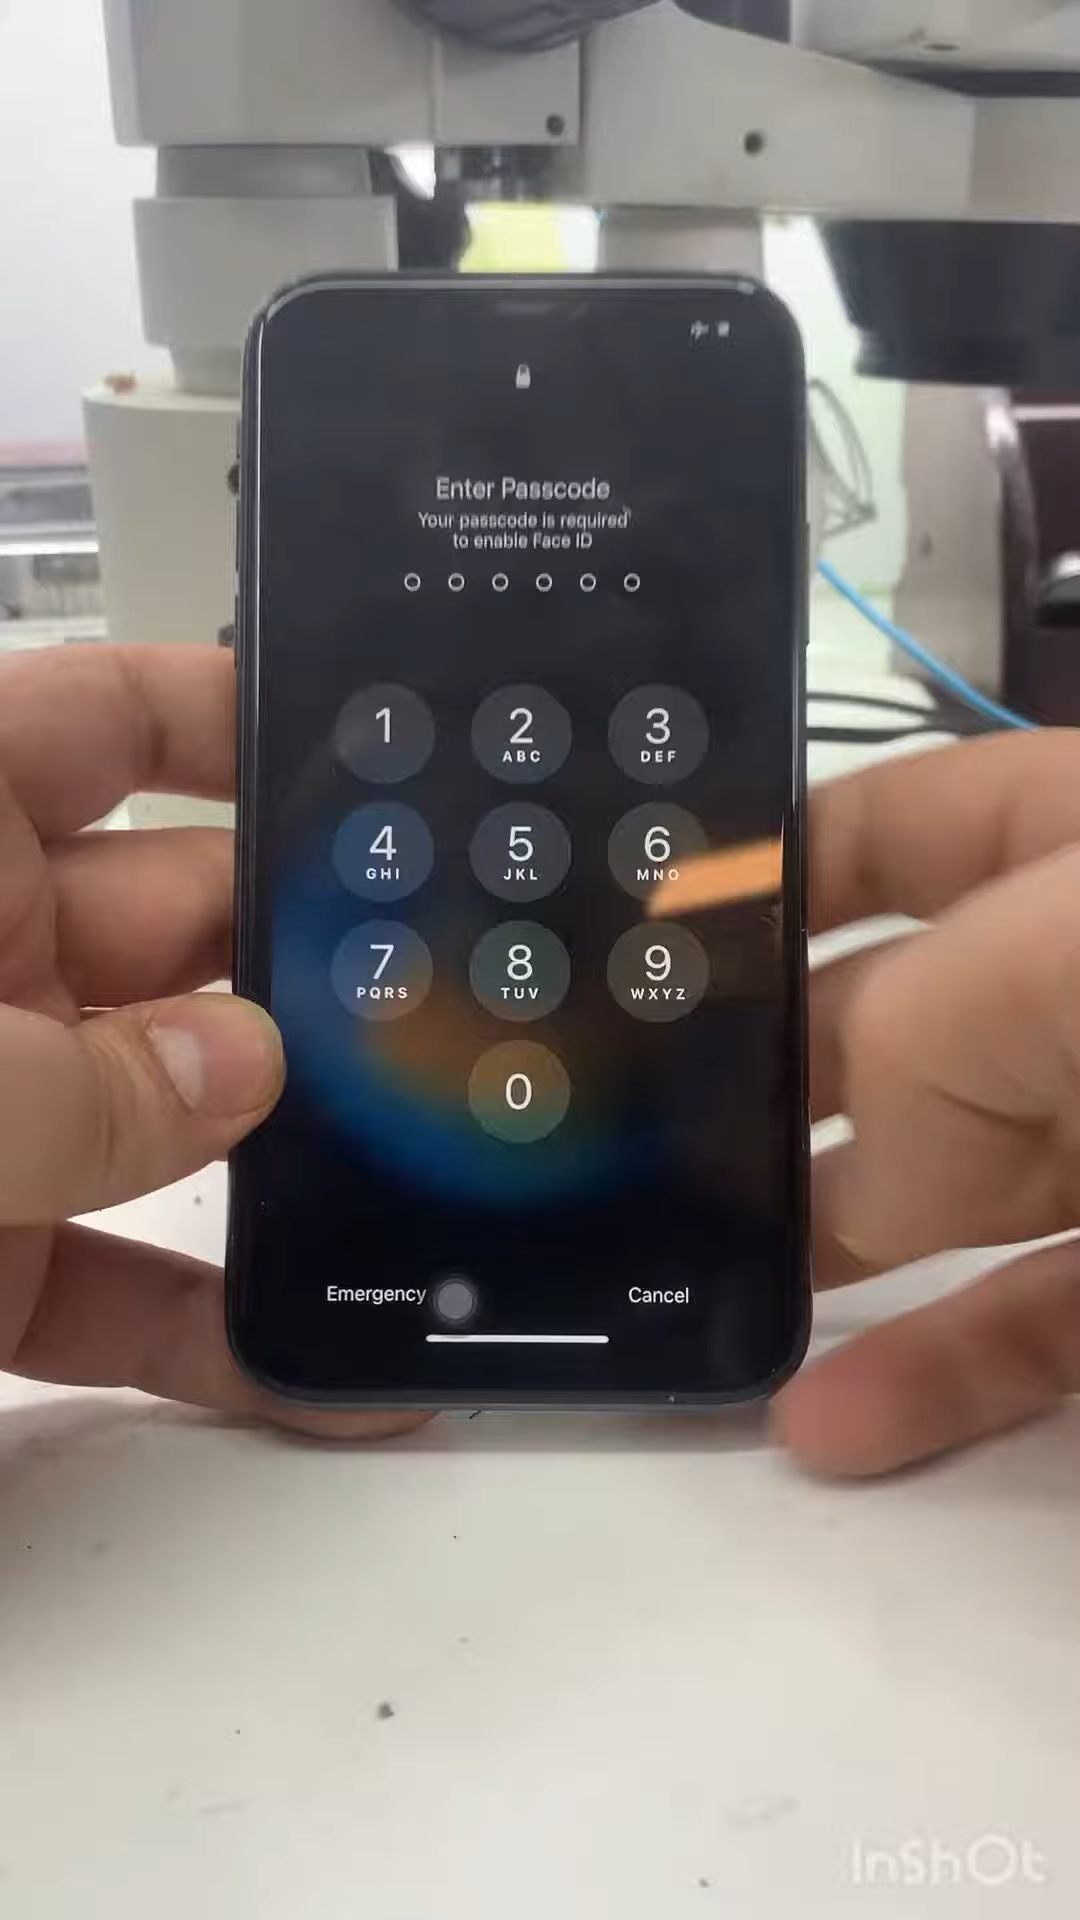 Enter Passcode
Your passcode is required
to enable Face ID
1
2
ABC
3
DEF
4
GHI
5
JKL
6
MNO
7
PQRS
8
TUV
9
WXYZ
0
Emergency
Cancel
InShOt